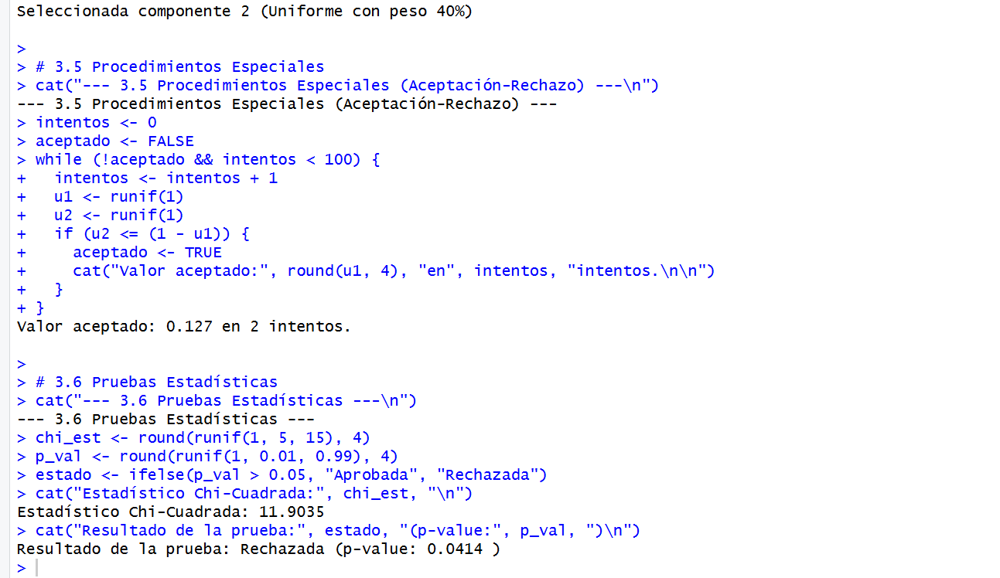 Seleccionada componente 2 (Uniforme con peso 40%)
>
> # 3.5 Procedimientos Especiales
> cat("--- 3.5 Procedimientos Especiales (Aceptación-Rechazo) ---\n")
--- 3.5 Procedimientos Especiales (Aceptación-Rechazo) ---
> intentos <- 0
> aceptado <- FALSE
> while (!aceptado && intentos < 100) {
+   intentos <- intentos + 1
+   u1 <- runif(1)
+   u2 <- runif(1)
+   if (u2 <= (1 - u1)) {
+     aceptado <- TRUE
+     cat("Valor aceptado:", round(u1, 4), "en", intentos, "intentos.\n\n")
+   }
+ }
Valor aceptado: 0.127 en 2 intentos.
>
> # 3.6 Pruebas Estadísticas
> cat("--- 3.6 Pruebas Estadísticas ---\n")
--- 3.6 Pruebas Estadísticas ---
> chi_est <- round(runif(1, 5, 15), 4)
> p_val <- round(runif(1, 0.01, 0.99), 4)
> estado <- ifelse(p_val > 0.05, "Aprobada", "Rechazada")
> cat("Estadístico Chi-Cuadrada:", chi_est, "\n")
Estadístico Chi-Cuadrada: 11.9035
> cat("Resultado de la prueba:", estado, "(p-value:", p_val, ")\n")
Resultado de la prueba: Rechazada (p-value: 0.0414 )
>